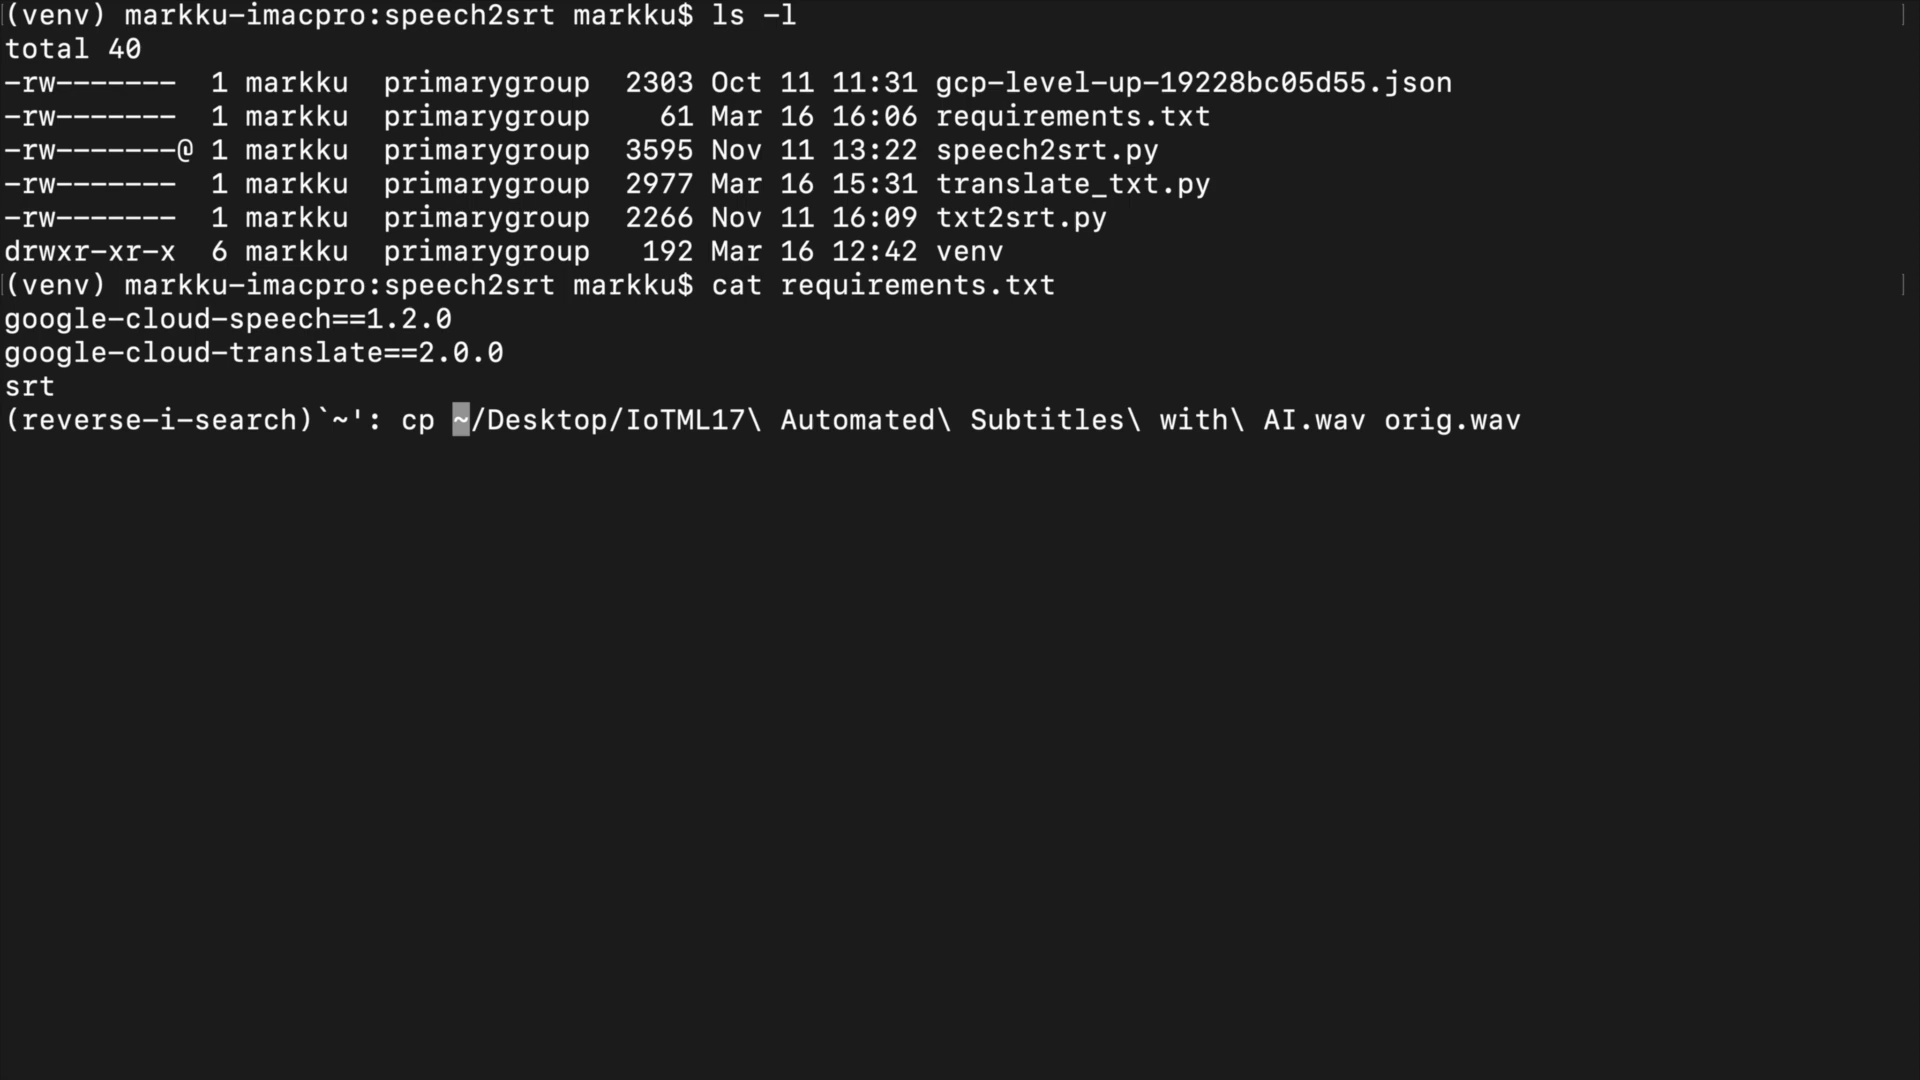 (venv) markku-imacpro:speech2srt markku$ ls -l
total 40
-rw-------  1 markku  primarygroup  2303 Oct 11 11:31 gcp-level-up-19228bc05d55.json
-rw-------  1 markku  primarygroup    61 Mar 16 16:06 requirements.txt
-rw-------@ 1 markku  primarygroup  3595 Nov 11 13:22 speech2srt.py
-rw-------  1 markku  primarygroup  2977 Mar 16 15:31 translate_txt.py
-rw-------  1 markku  primarygroup  2266 Nov 11 16:09 txt2srt.py
drwxr-xr-x  6 markku  primarygroup   192 Mar 16 12:42 venv
(venv) markku-imacpro:speech2srt markku$ cat requirements.txt
google-cloud-speech==1.2.0
google-cloud-translate==2.0.0
srt
(reverse-i-search)`~': cp ~/Desktop/IoTML17\ Automated\ Subtitles\ with\ AI.wav orig.wav